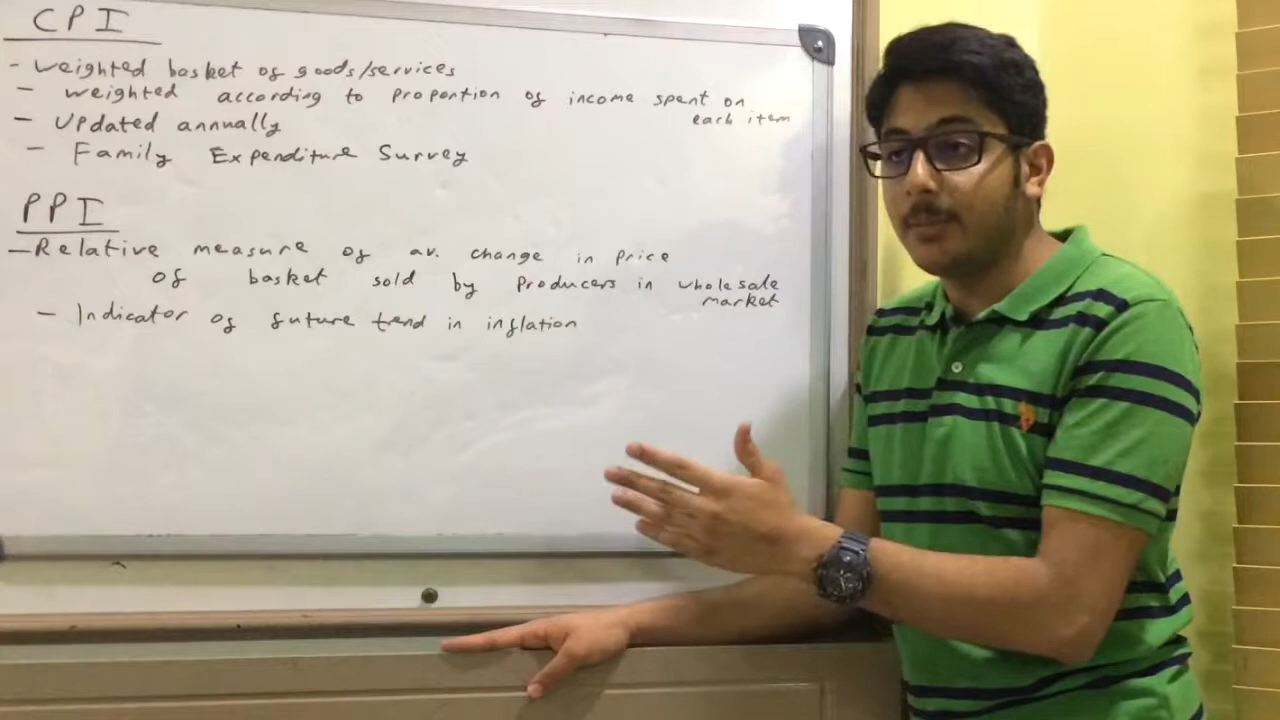 CPI
- Weighted basket of goods/services
- weighted according to proportion of income spent on
each item
- Updated annually
- Family Expenditure Survey
PPI
- Relative measure of av. change in price
of basket sold by producers in wholesale
market
- Indicator of future trend in inflation